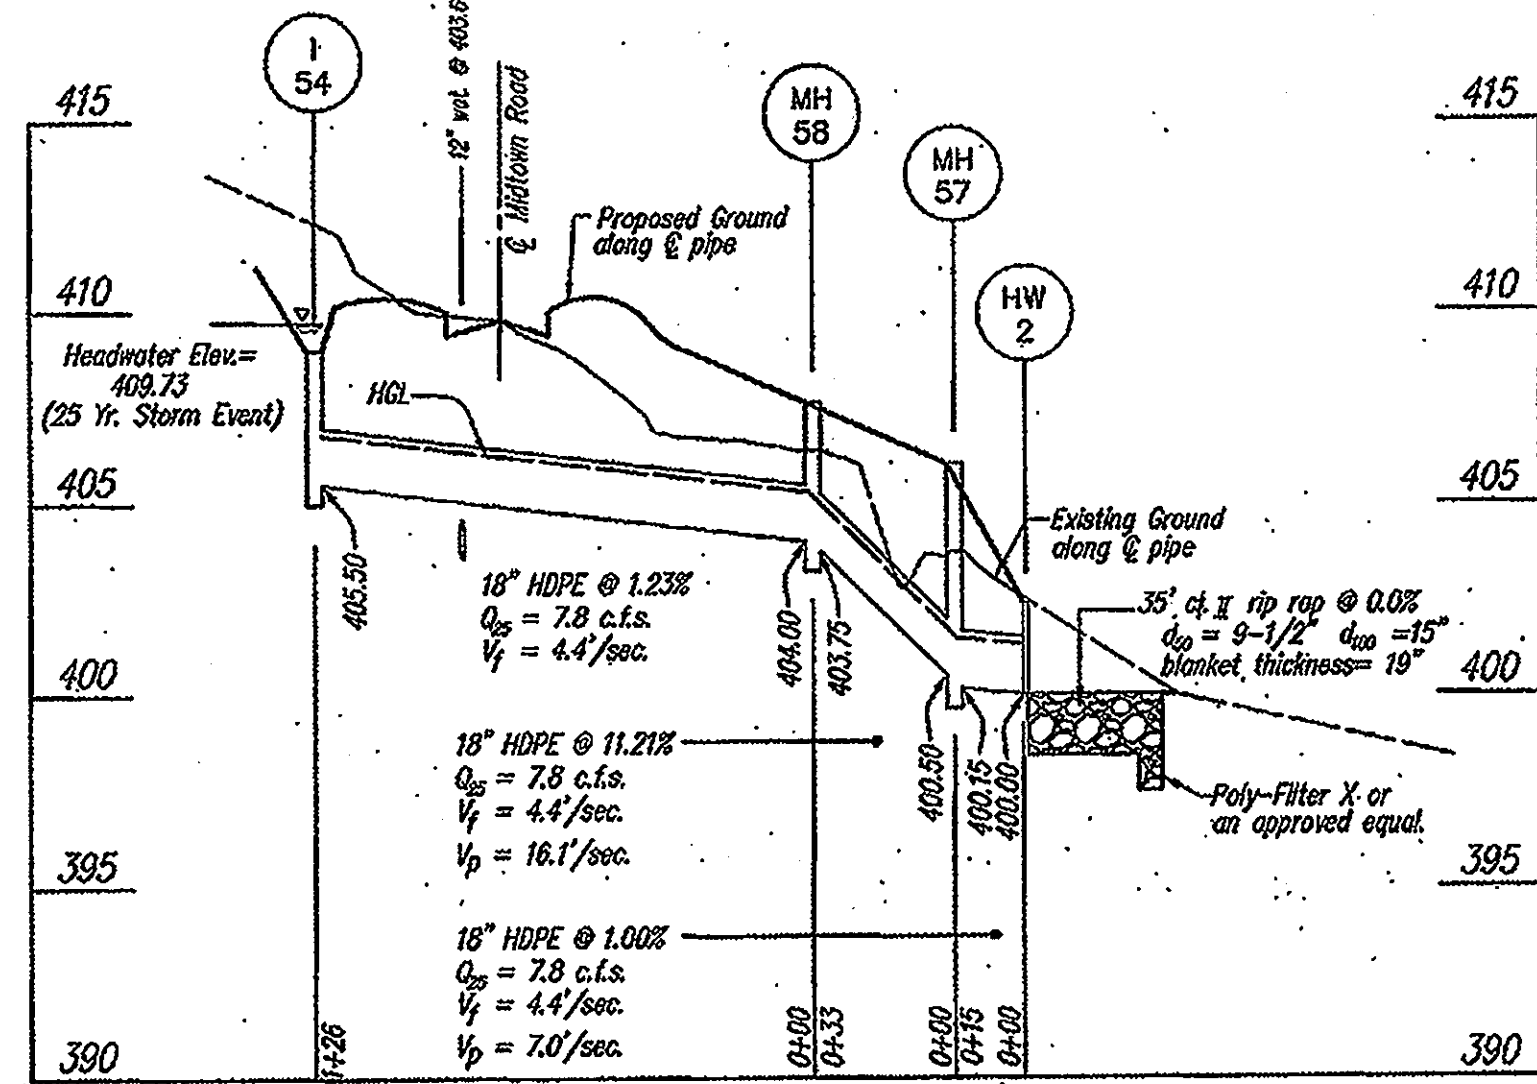 I
54
12" wat. @ 403.6
℄ Midtown Road
MH
58
MH
57
HW
2
415
410
405
400
395
390
415
410
405
400
395
390
Proposed Ground
along ℄ pipe
Headwater Elev.=
409.73
(25 Yr. Storm Event)
HGL
Existing Ground
along ℄ pipe
405.50
18" HDPE @ 1.23%
Q25 = 7.8 c.f.s.
Vf = 4.4'/sec.
404.00
403.75
35' cl. II rip rap @ 0.0%
d50 = 9-1/2" d100 =15"
blanket thickness= 19"
18" HDPE @ 11.21%
Q25 = 7.8 c.f.s.
Vf = 4.4'/sec.
Vp = 16.1'/sec.
400.50
400.15
400.00
Poly-Filter X or
an approved equal.
18" HDPE @ 1.00%
Q25 = 7.8 c.f.s.
Vf = 4.4'/sec.
Vp = 7.0'/sec.
1+26
0+00
0+33
0+00
0+15
0+00